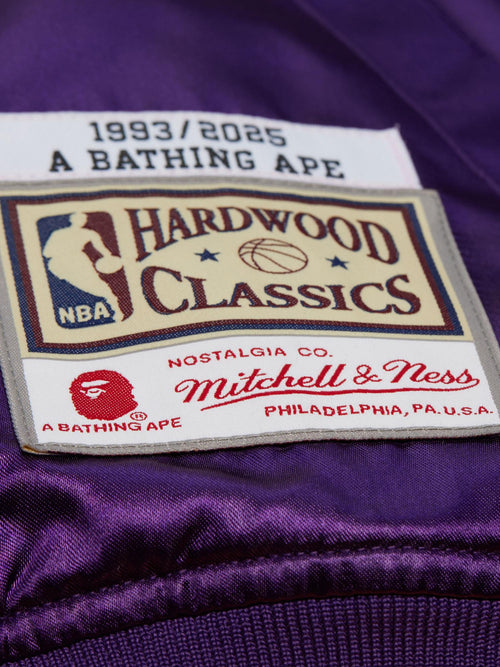 1993/2025
A BATHING APE
HARDWOOD
CLASSICS
NBA
NOSTALGIA CO.
Mitchell & Ness
PHILADELPHIA, PA. U.S.A.
A BATHING APE